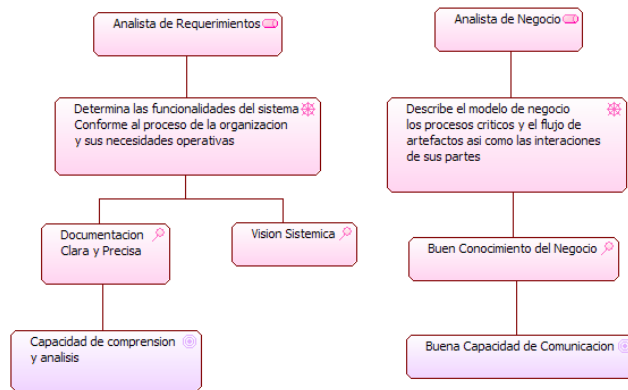 Analista de Requerimientos
Determina las funcionalidades del sistema
Conforme al proceso de la organizacion
y sus necesidades operativas
Documentacion
Clara y Precisa
Vision Sistemica
Capacidad de comprension
y analisis
Analista de Negocio
Describe el modelo de negocio
los procesos criticos y el flujo de
artefactos asi como las interaciones
de sus partes
Buen Conocimiento del Negocio
Buena Capacidad de Comunicacion